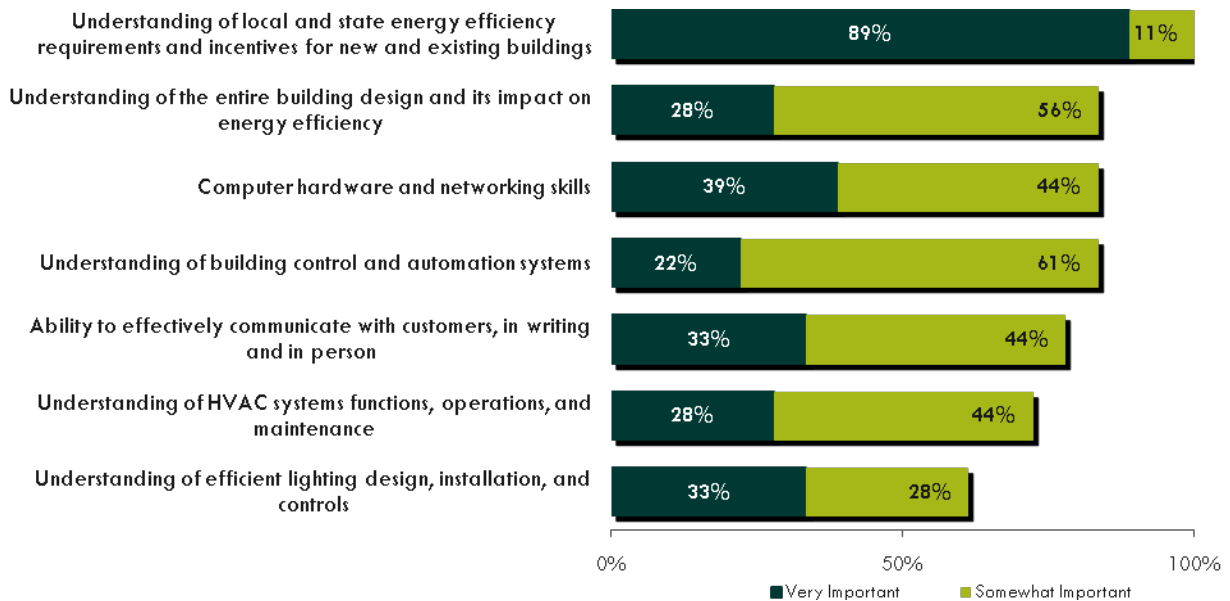 Understanding of local and state energy efficiency
requirements and incentives for new and existing buildings
89%
11%
Understanding of the entire building design and its impact on
energy efficiency
28%
56%
Computer hardware and networking skills
39%
44%
Understanding of building control and automation systems
22%
61%
Ability to effectively communicate with customers, in writing
and in person
33%
44%
Understanding of HVAC systems functions, operations, and
maintenance
28%
44%
Understanding of efficient lighting design, installation, and
controls
33%
28%
0%
50%
100%
Very Important
Somewhat Important